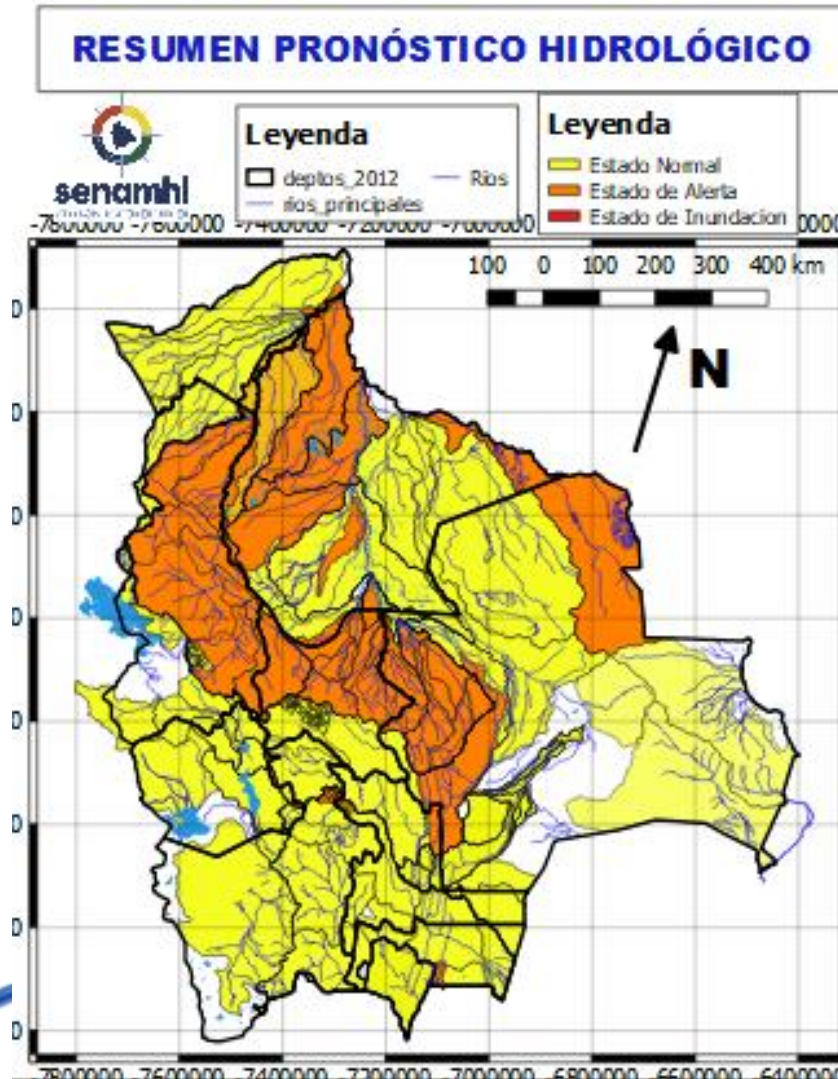 RESUMEN PRONÓSTICO HIDROLÓGICO
senamhi
Leyenda
deptos_2012
Rios
rios_principales
Leyenda
Estado Normal
Estado de Alerta
Estado de Inundacion
-7800000 -7600000 -7400000 -7200000 -7000000
100 0 100 200 300 400 km
N
-7800000 -7600000 -7400000 -7200000 -7000000 -6800000 -6600000 -6400000